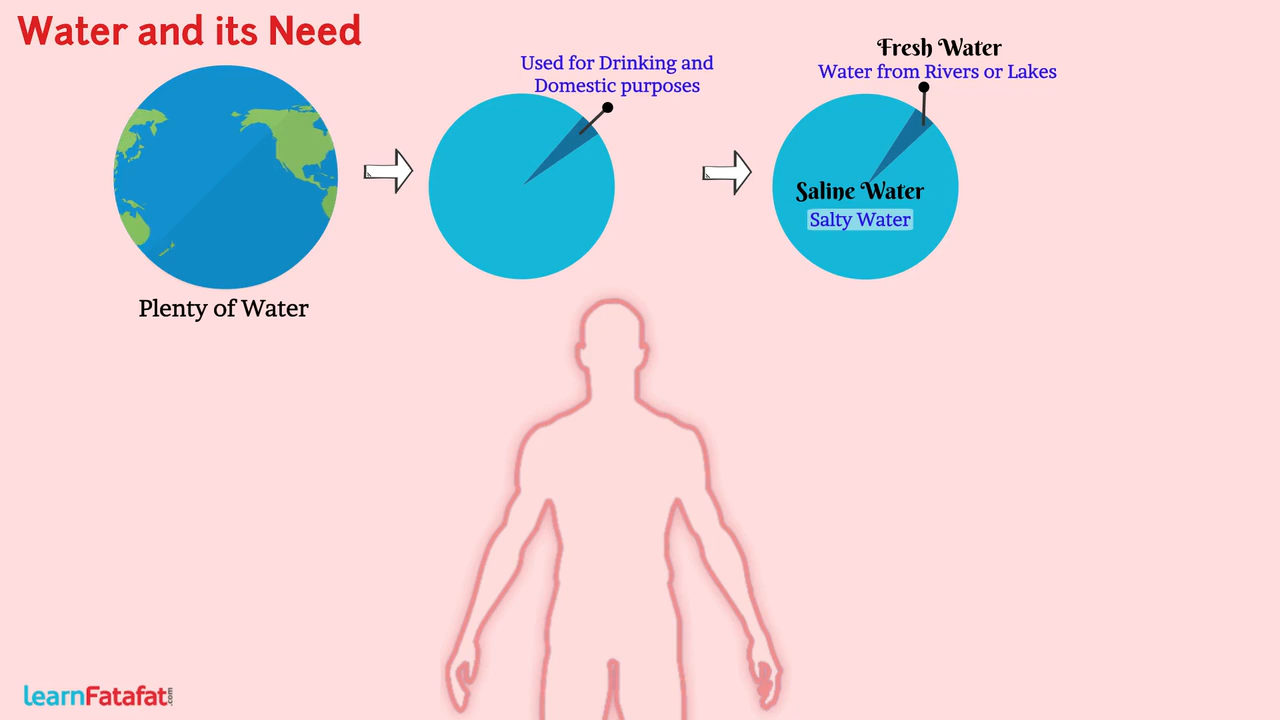 Water and its Need
Plenty of Water
Used for Drinking and
Domestic purposes
Fresh Water
Water from Rivers or Lakes
Saline Water
Salty Water
learnFatafat.com